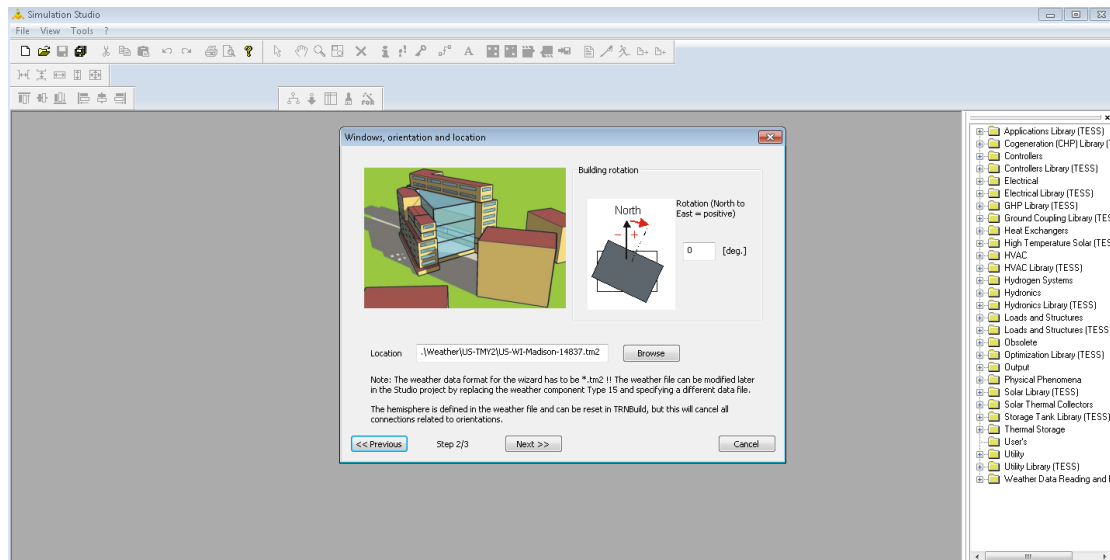 Simulation Studio
File View Tools ?
Windows, orientation and location
Building rotation
North
- +
Rotation (North to
East = positive)
0 [deg.]
Location .\Weather\US-TMY2\US-WI-Madison-14837.tm2 Browse
Note: The weather data format for the wizard has to be *.tm2 !! The weather file can be modified later
in the Studio project by replacing the weather component Type 15 and specifying a different data file.
The hemisphere is defined in the weather file and can be reset in TRNBuild, but this will cancel all
connections related to orientations.
<< Previous Step 2/3 Next >> Cancel
Applications Library (TESS)
Cogeneration (CHP) Library (
Controllers
Controllers Library (TESS)
Electrical
Electrical Library (TESS)
GHP Library (TESS)
Ground Coupling Library (TES
Heat Exchangers
High Temperature Solar (TES
HVAC
HVAC Library (TESS)
Hydrogen Systems
Hydronics
Hydronics Library (TESS)
Loads and Structures
Loads and Structures (TESS
Obsolete
Optimization Library (TESS)
Output
Physical Phenomena
Solar Library (TESS)
Solar Thermal Collectors
Storage Tank Library (TESS)
Thermal Storage
User's
Utility
Utility Library (TESS)
Weather Data Reading and